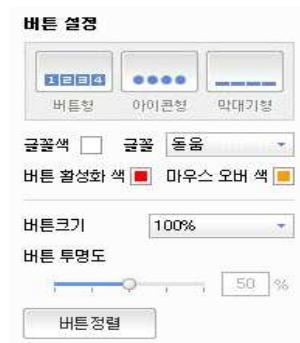 버튼 설정
1 2 3 4
버튼형 아이콘형 막대기형
글꼴색 글꼴 돋움
버튼 활성화 색 마우스 오버 색
버튼크기 100%
버튼 투명도
50 %
버튼정렬